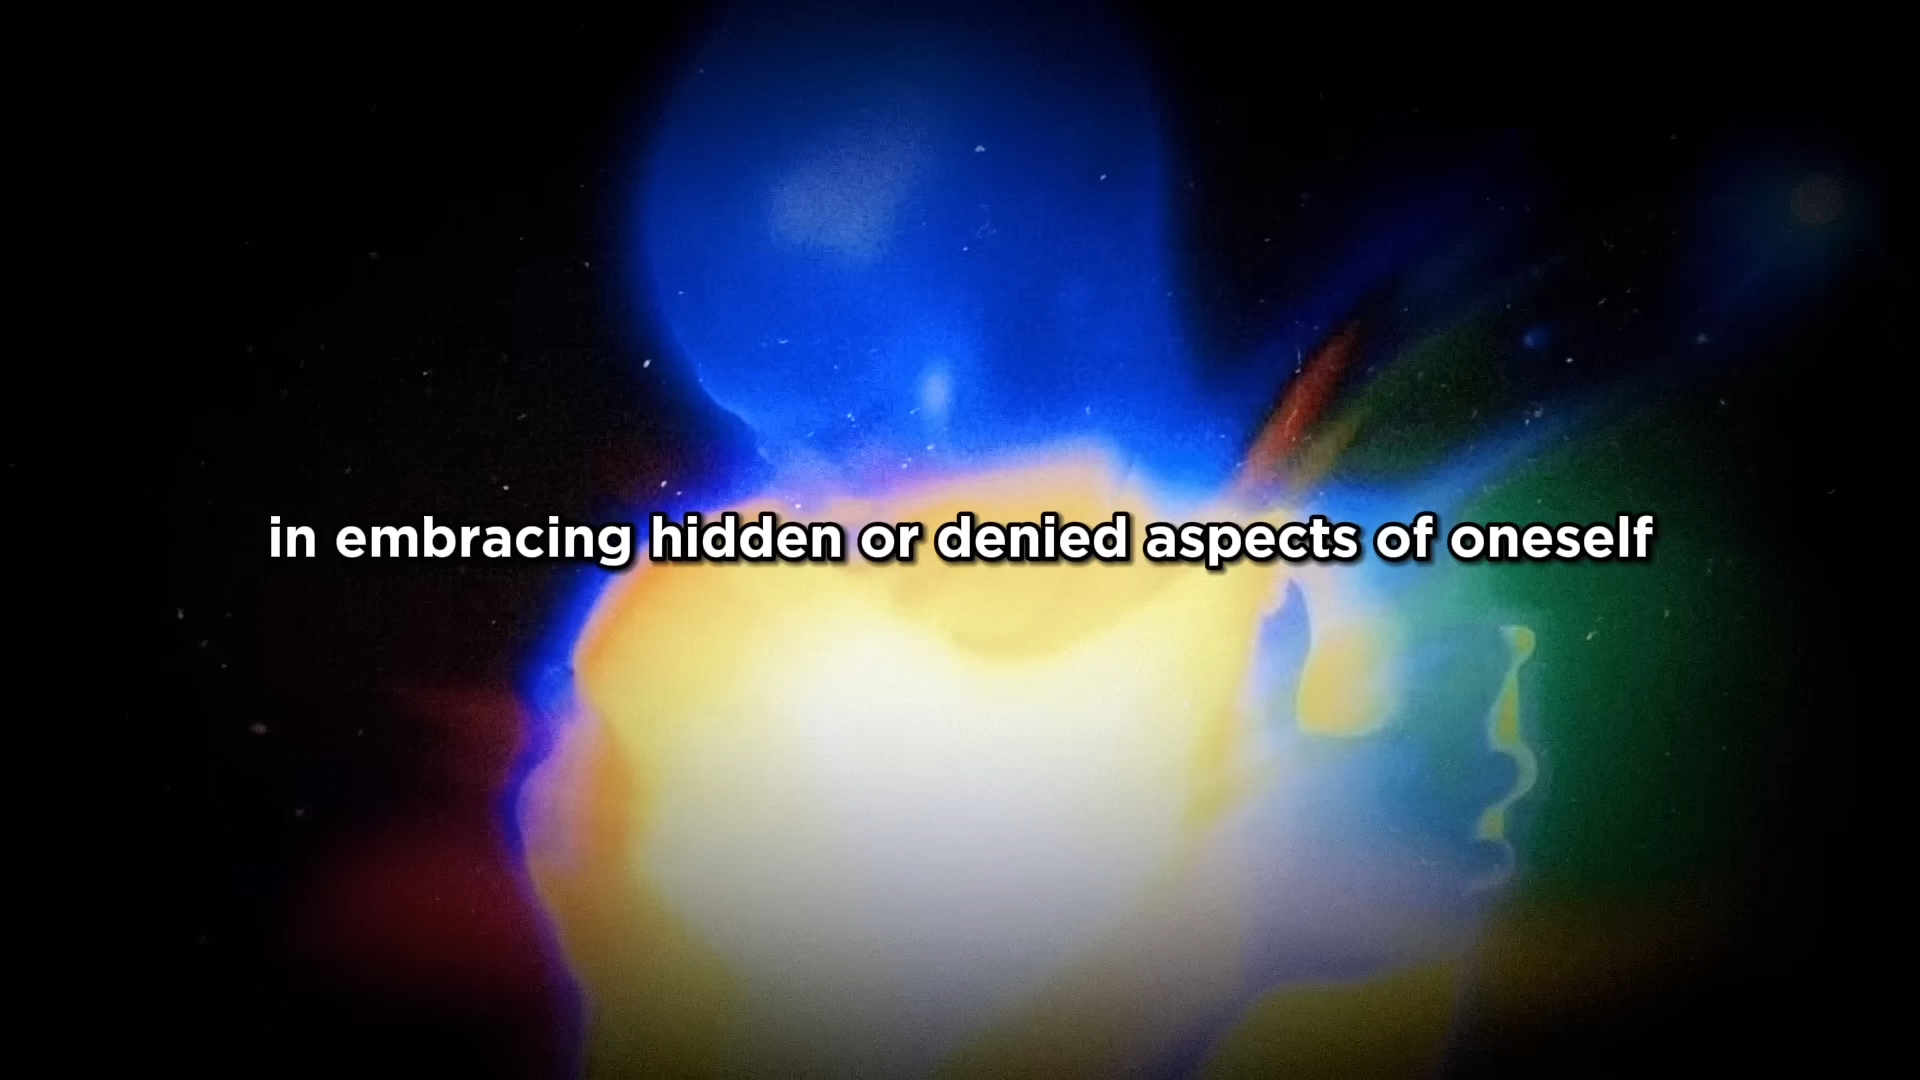 in embracing hidden or denied aspects of oneself